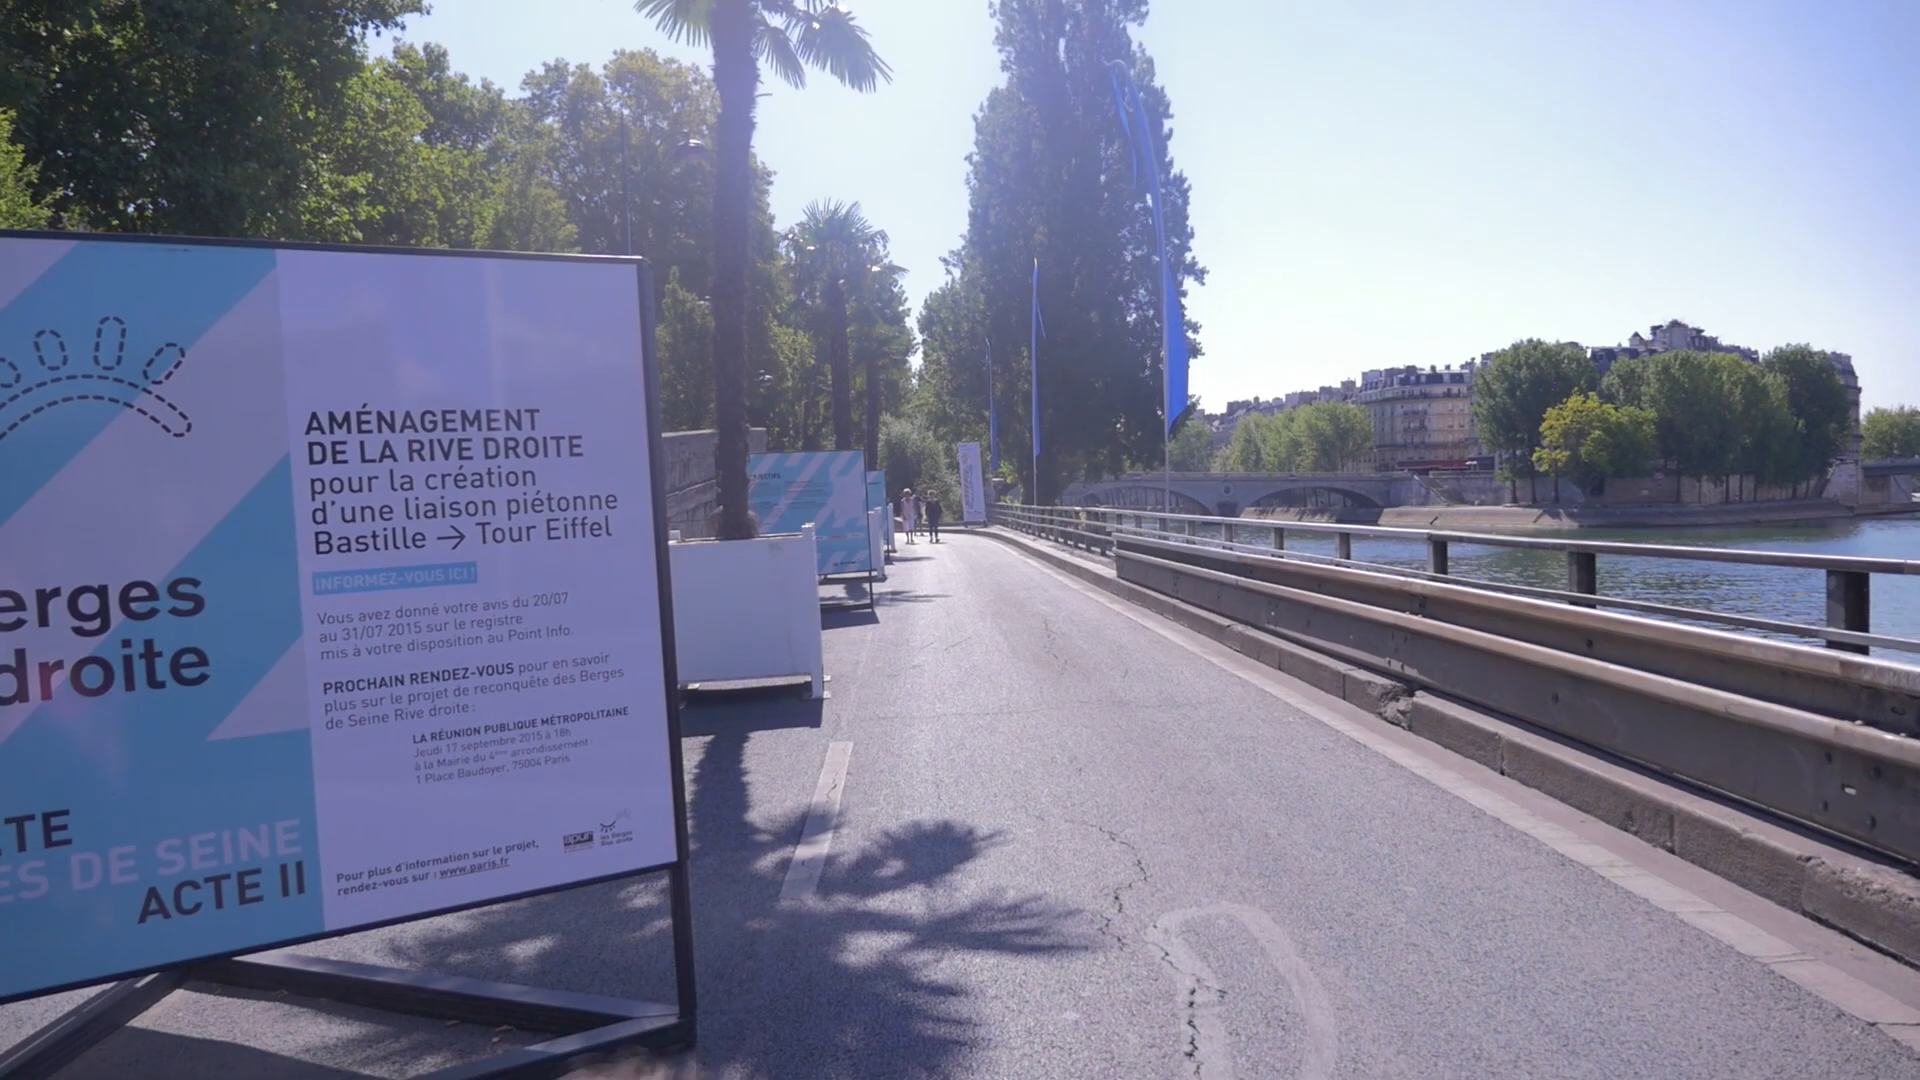 erges
droite
TE
ES DE SEINE
ACTE II
AMÉNAGEMENT
DE LA RIVE DROITE
pour la création
d'une liaison piétonne
Bastille → Tour Eiffel
INFORMEZ-VOUS ICI !
Vous avez donné votre avis du 20/07
au 31/07 2015 sur le registre
mis à votre disposition au Point Info.
PROCHAIN RENDEZ-VOUS pour en savoir
plus sur le projet de reconquête des Berges
de Seine Rive droite :
LA RÉUNION PUBLIQUE MÉTROPOLITAINE
Jeudi 17 septembre 2015 à 18h
à la Mairie du 4ème arrondissement :
1 Place Baudoyer, 75004 Paris
Pour plus d'information sur le projet,
rendez-vous sur : www.paris.fr
apur
les Berges
Rive droite